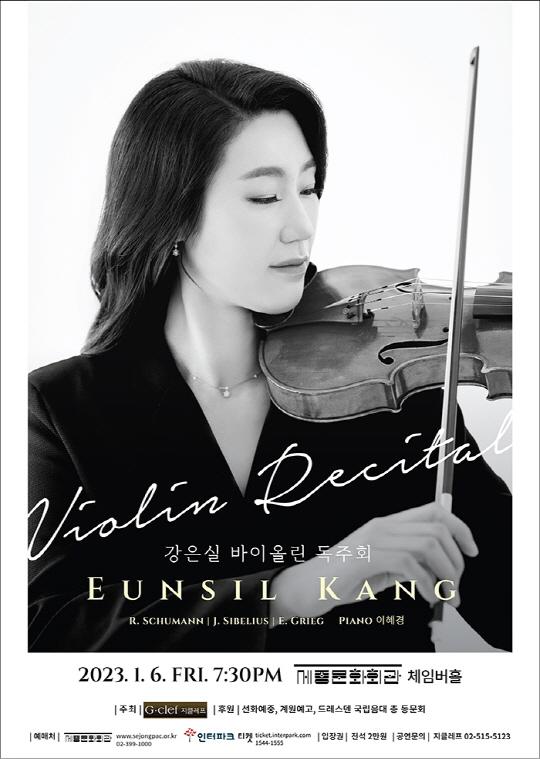 Violin Recital
강은실 바이올린 독주회
EUNSIL KANG
R. SCHUMANN | J. SIBELIUS | E. GRIEG PIANO 이혜경
2023. 1. 6. FRI. 7:30PM 세종문화회관 체임버홀
| 주최 | G·clef 지클레프 | 후원 | 선화예중, 계원예고, 드레스덴 국립음대 총 동문회
| 예매처 | 세종문화회관 www.sejongpac.or.kr 02-399-1000 인터파크 티켓 ticket.interpark.com 1544-1555 | 입장권 | 전석 2만원 | 공연문의 | 지클레프 02-515-5123